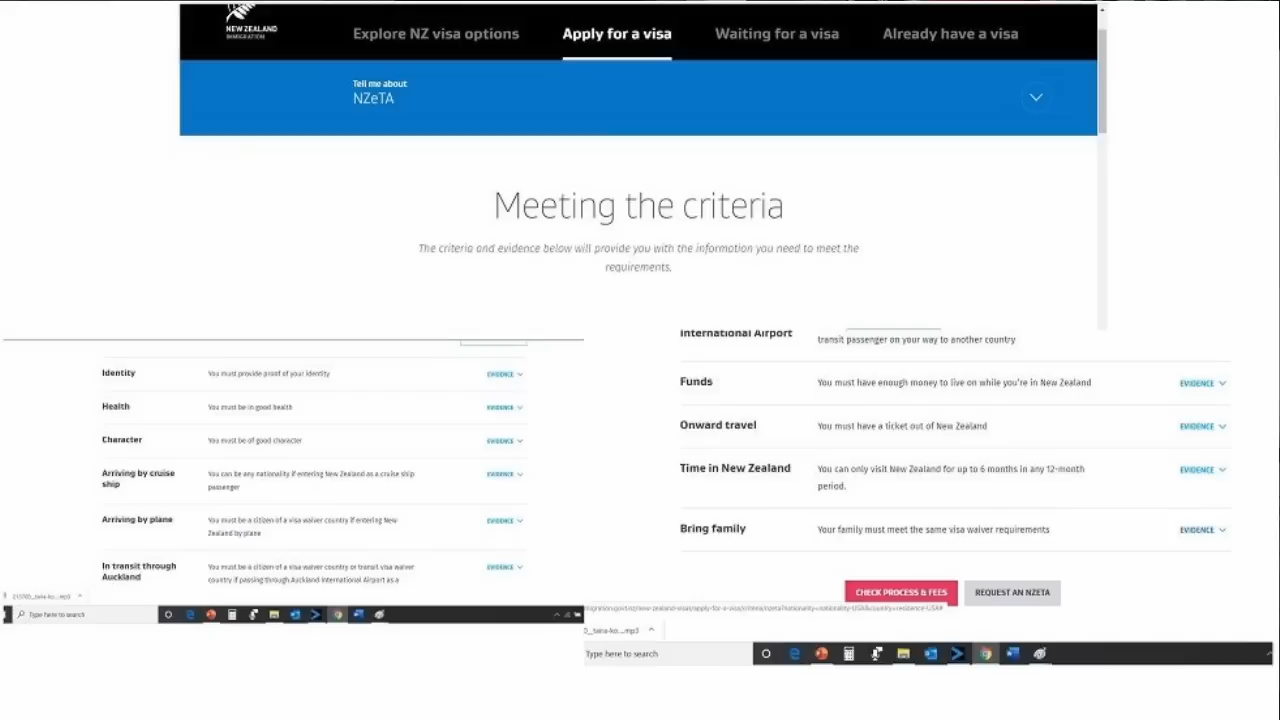 NEW ZEALAND
IMMIGRATION
Explore NZ visa options
Apply for a visa
Waiting for a visa
Already have a visa
Tell me about
NZeTA
Meeting the criteria
The criteria and evidence below will provide you with the information you need to meet the
requirements.
Identity
You must provide proof of your identity
EVIDENCE
Health
You must be in good health
EVIDENCE
Character
You must be of good character
EVIDENCE
Arriving by cruise
ship
You can be any nationality if entering New Zealand as a cruise ship
passenger
EVIDENCE
Arriving by plane
You must be a citizen of a visa waiver country if entering New
Zealand by plane
EVIDENCE
In transit through
Auckland
You must be a citizen of a visa waiver country or transit visa waiver
country if passing through Auckland International Airport as a
EVIDENCE
Type here to search
International Airport
transit passenger on your way to another country
Funds
You must have enough money to live on while you're in New Zealand
EVIDENCE
Onward travel
You must have a ticket out of New Zealand
EVIDENCE
Time in New Zealand
You can only visit New Zealand for up to 6 months in any 12-month
period.
EVIDENCE
Bring family
Your family must meet the same visa waiver requirements
EVIDENCE
CHECK PROCESS & FEES
REQUEST AN NZETA
Type here to search